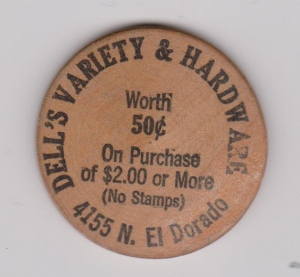 DELL'S VARIETY & HARDWARE
Worth
50¢
On Purchase
of $2.00 or More
(No Stamps)
4155 N. El Dorado